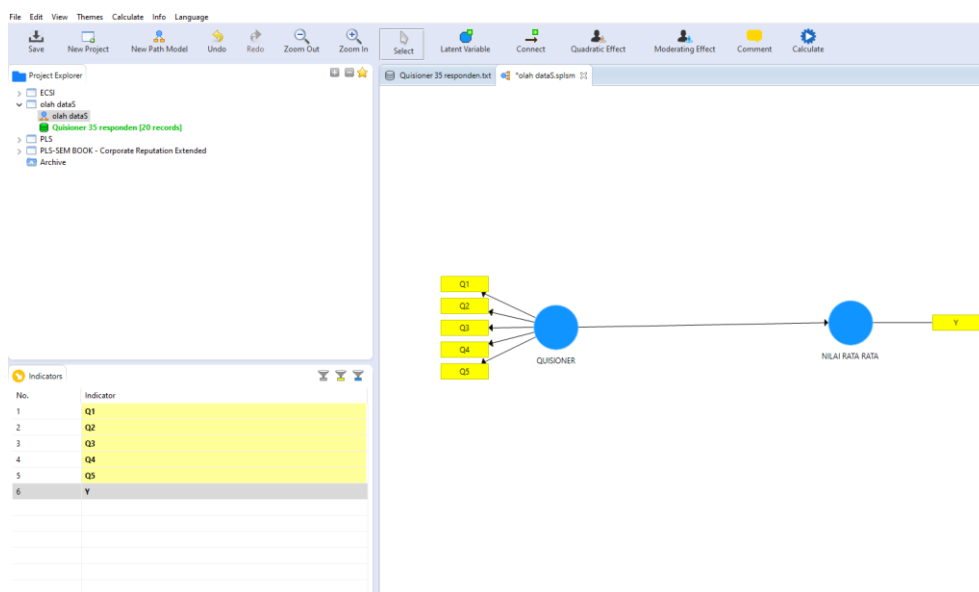 File Edit View Themes Calculate Info Language
Save New Project New Path Model Undo Redo Zoom Out Zoom In Select Latent Variable Connect Quadratic Effect Moderating Effect Comment Calculate
Project Explorer
ECSI
olah dataS
olah dataS
Quisioner 35 responden [20 records]
PLS
PLS-SEM BOOK - Corporate Reputation Extended
Archive
Indicators
No. Indicator
1 Q1
2 Q2
3 Q3
4 Q4
5 Q5
6 Y
Quisioner 35 responden.txt *olah dataS.splsm
Q1
Q2
Q3
Q4
Q5
QUISIONER
NILAI RATA RATA
Y